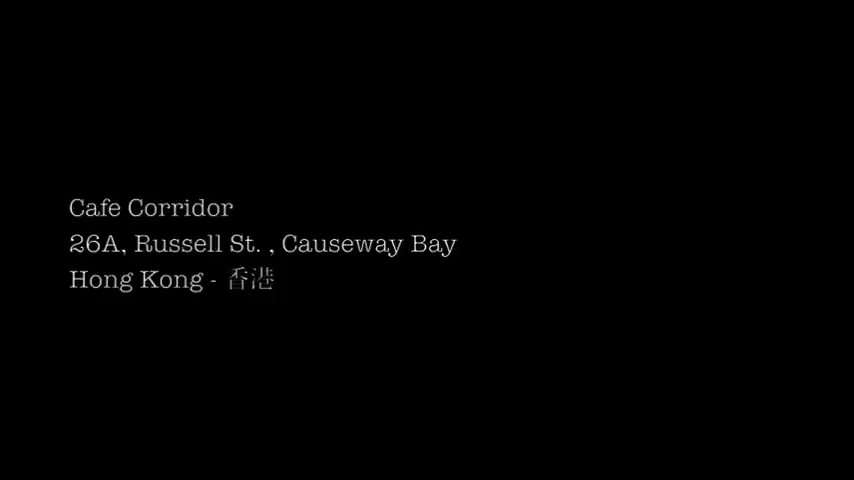 Cafe Corridor
26A, Russell St. , Causeway Bay
Hong Kong - 香港